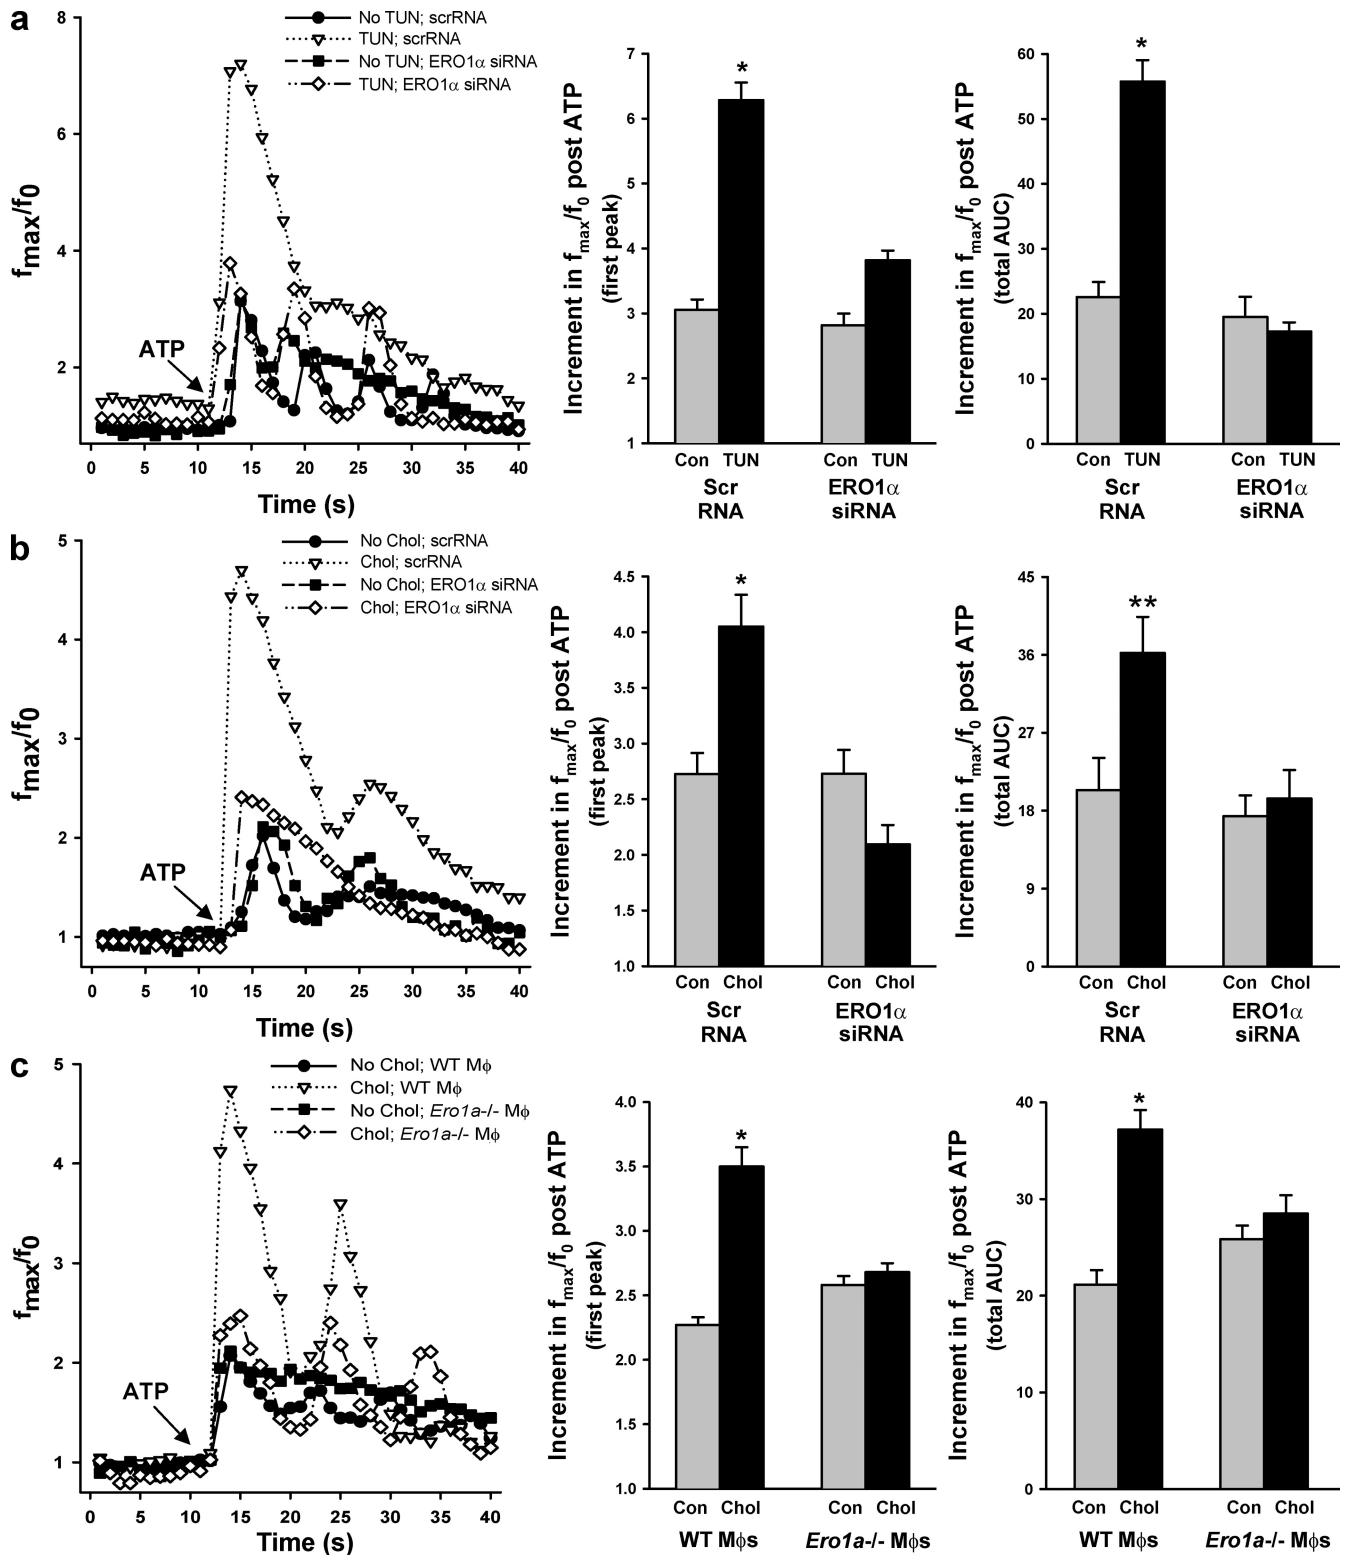 a
No TUN; scrRNA
TUN; scrRNA
No TUN; ERO1α siRNA
TUN; ERO1α siRNA
8
6
4
2
fmax/f0
ATP
0 5 10 15 20 25 30 35 40
Time (s)
Increment in fmax/f0 post ATP
(first peak)
7
6
5
4
3
2
1
*
Con TUN Con TUN
Scr ERO1α
RNA siRNA
Increment in fmax/f0 post ATP
(total AUC)
60
50
40
30
20
10
0
*
Con TUN Con TUN
Scr ERO1α
RNA siRNA
b
No Chol; scrRNA
Chol; scrRNA
No Chol; ERO1α siRNA
Chol; ERO1α siRNA
5
4
3
2
1
fmax/f0
ATP
0 5 10 15 20 25 30 35 40
Time (s)
Increment in fmax/f0 post ATP
(first peak)
4.5
4.0
3.5
3.0
2.5
2.0
1.5
1.0
*
Con Chol Con Chol
Scr ERO1α
RNA siRNA
Increment in fmax/f0 post ATP
(total AUC)
45
36
27
18
9
0
**
Con Chol Con Chol
Scr ERO1α
RNA siRNA
c
No Chol; WT Mϕ
Chol; WT Mϕ
No Chol; Ero1a-/- Mϕ
Chol; Ero1a-/- Mϕ
5
4
3
2
1
fmax/f0
ATP
0 5 10 15 20 25 30 35 40
Time (s)
Increment in fmax/f0 post ATP
(first peak)
4.0
3.5
3.0
2.5
2.0
1.5
1.0
*
Con Chol Con Chol
WT Mϕs Ero1a-/- Mϕs
Increment in fmax/f0 post ATP
(total AUC)
40
30
20
10
0
*
Con Chol Con Chol
WT Mϕs Ero1a-/- Mϕs